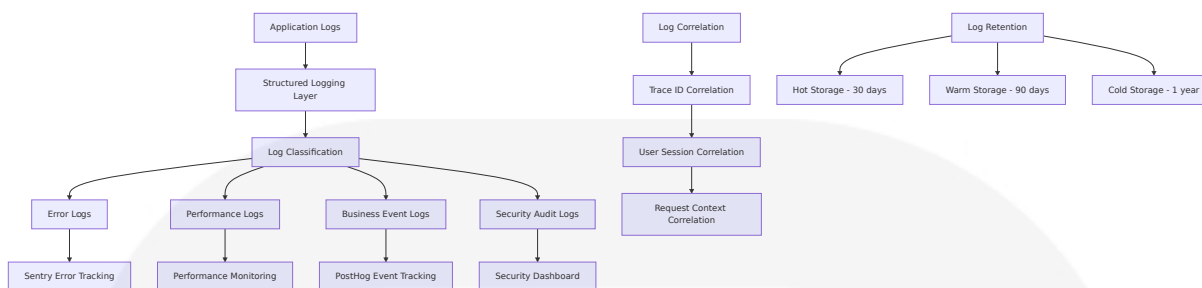 Application Logs
Log Correlation
Log Retention
Structured Logging
Layer
Trace ID Correlation
Hot Storage - 30 days
Warm Storage - 90 days
Cold Storage - 1 year
Log Classification
User Session Correlation
Error Logs
Performance Logs
Business Event Logs
Security Audit Logs
Request Context
Correlation
Sentry Error Tracking
Performance Monitoring
PostHog Event Tracking
Security Dashboard